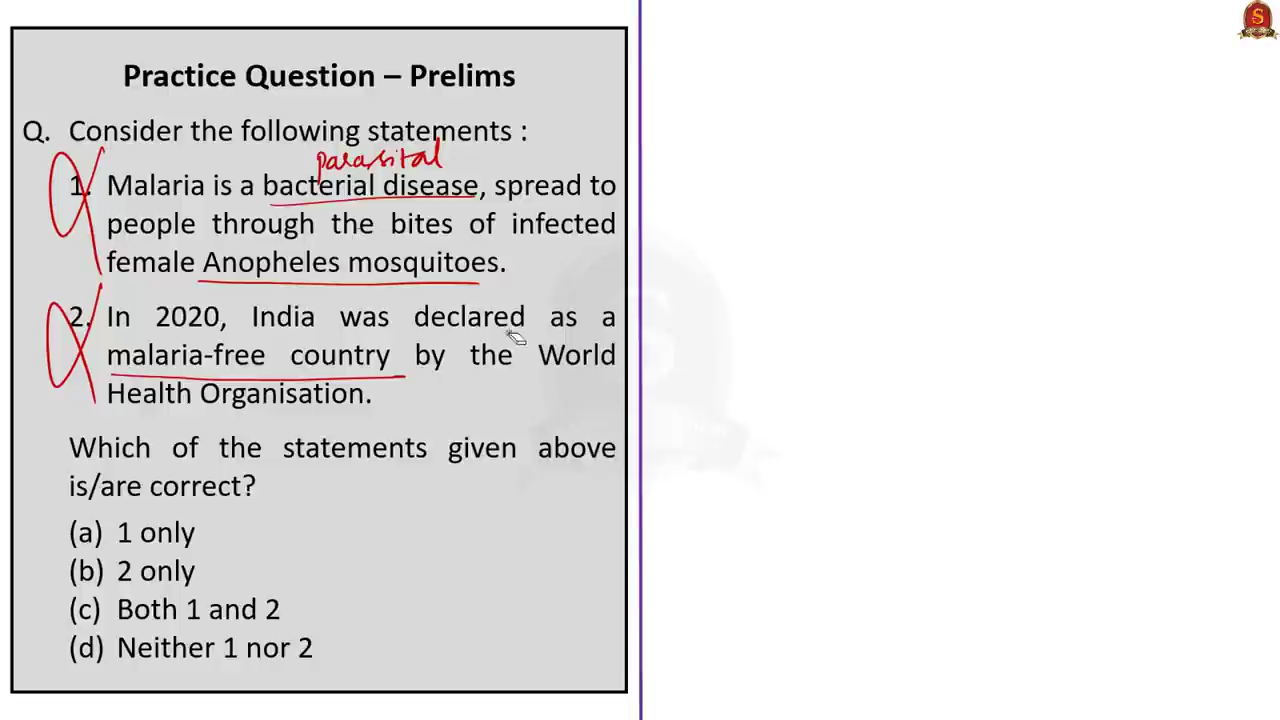 Practice Question – Prelims
Q. Consider the following statements :
parasital
1. Malaria is a bacterial disease, spread to
people through the bites of infected
female Anopheles mosquitoes.
2. In 2020, India was declared as a
malaria-free country by the World
Health Organisation.
Which of the statements given above
is/are correct?
(a) 1 only
(b) 2 only
(c) Both 1 and 2
(d) Neither 1 nor 2
S